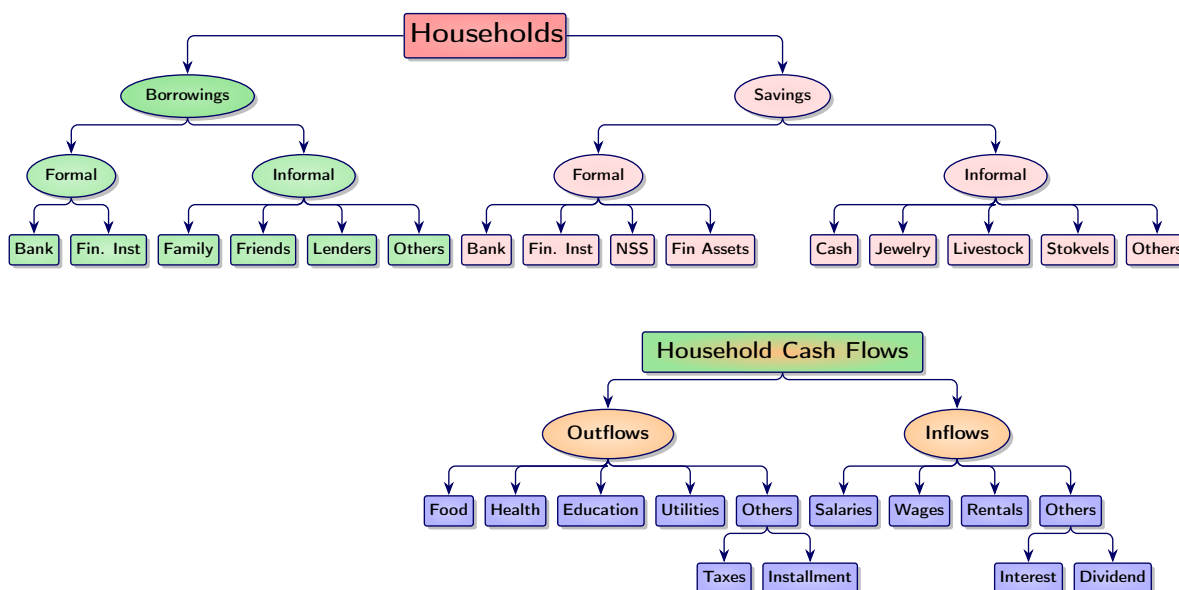 Households
Borrowings
Savings
Formal
Informal
Formal
Informal
Bank
Fin. Inst
Family
Friends
Lenders
Others
Bank
Fin. Inst
NSS
Fin Assets
Cash
Jewelry
Livestock
Stokvels
Others
Household Cash Flows
Outflows
Inflows
Food
Health
Education
Utilities
Others
Salaries
Wages
Rentals
Others
Taxes
Installment
Interest
Dividend